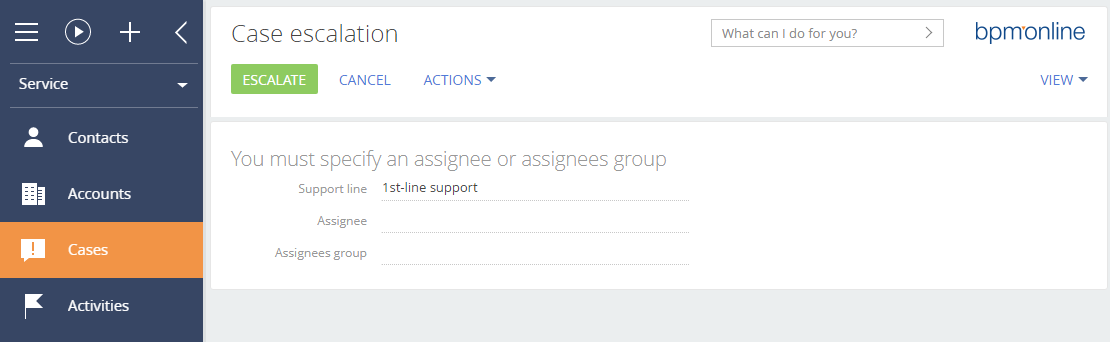 Case escalation
What can I do for you?
bpm'online
ESCALATE CANCEL ACTIONS VIEW
Service
Contacts
Accounts
Cases
Activities
You must specify an assignee or assignees group
Support line 1st-line support
Assignee
Assignees group